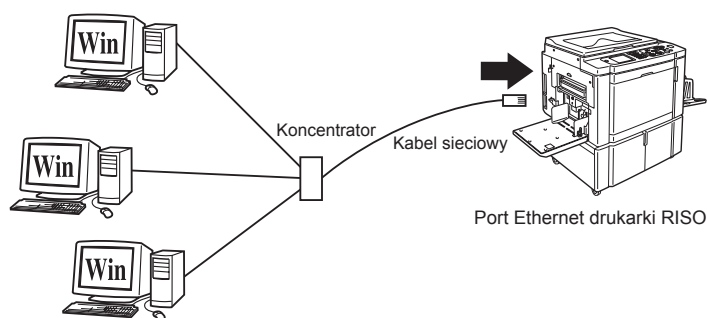 Win
Koncentrator
Kabel sieciowy
Win
Port Ethernet drukarki RISO
Win